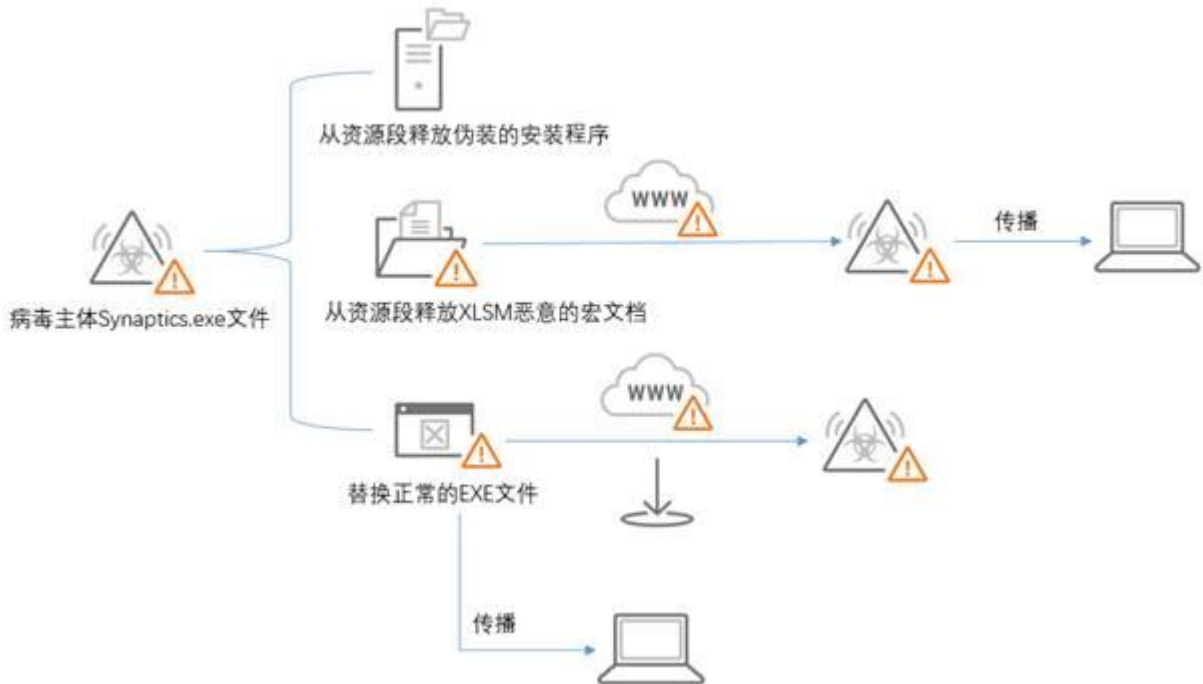 从资源段释放伪装的安装程序
WWW
传播
病毒主体Synaptics.exe文件
从资源段释放XLSM恶意的宏文档
WWW
替换正常的EXE文件
传播